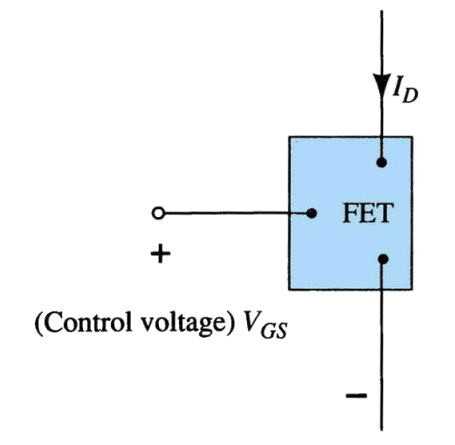 I_D
FET
+
(Control voltage) V_GS
−